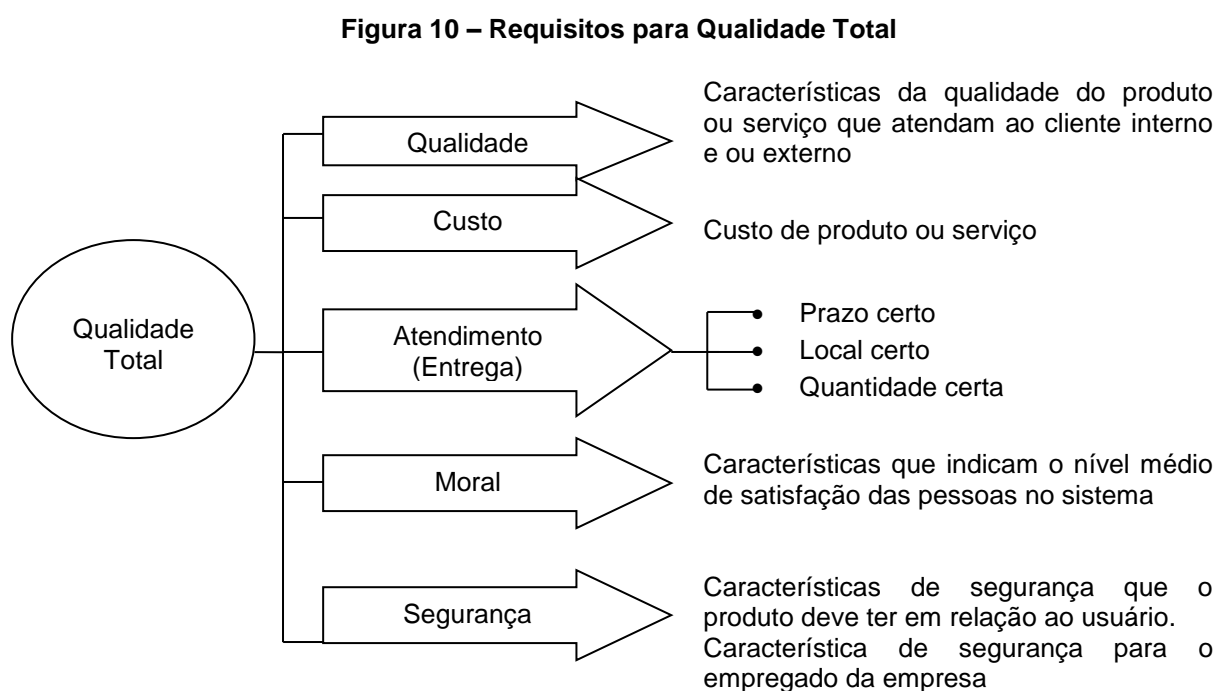 Figura 10 – Requisitos para Qualidade Total
Qualidade
Total
Qualidade
Características da qualidade do produto
ou serviço que atendam ao cliente interno
e ou externo
Custo
Custo de produto ou serviço
Atendimento
(Entrega)
Prazo certo
Local certo
Quantidade certa
Moral
Características que indicam o nível médio
de satisfação das pessoas no sistema
Segurança
Características de segurança que o
produto deve ter em relação ao usuário.
Característica de segurança para o
empregado da empresa